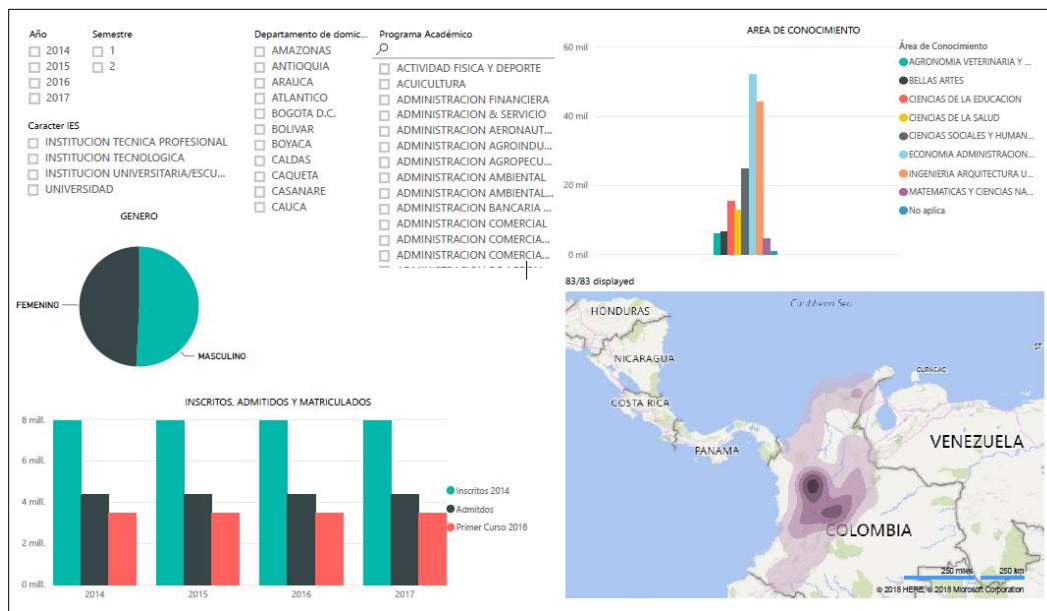 Año
2014
2015
2016
2017
Semestre
1
2
Caracter IES
INSTITUCION TECNICA PROFESIONAL
INSTITUCION TECNOLOGICA
INSTITUCION UNIVERSITARIA/ESCU...
UNIVERSIDAD
Departamento de domic...
AMAZONAS
ANTIOQUIA
ARAUCA
ATLANTICO
BOGOTA D.C.
BOLIVAR
BOYACA
CALDAS
CAQUETA
CASANARE
CAUCA
Programa Académico
ACTIVIDAD FISICA Y DEPORTE
ACUICULTURA
ADMINISTRACION FINANCIERA
ADMINISTRACION & SERVICIO
ADMINISTRACION AERONAUT...
ADMINISTRACION AGROINDU...
ADMINISTRACION AGROPECU...
ADMINISTRACION AMBIENTAL
ADMINISTRACION AMBIENTAL...
ADMINISTRACION BANCARIA ...
ADMINISTRACION COMERCIAL
ADMINISTRACION COMERCIA...
ADMINISTRACION COMERCIA...
AREA DE CONOCIMIENTO
60 mil
40 mil
20 mil
0 mil
Área de Conocimiento
AGRONOMIA VETERINARIA Y ...
BELLAS ARTES
CIENCIAS DE LA EDUCACION
CIENCIAS DE LA SALUD
CIENCIAS SOCIALES Y HUMAN...
ECONOMIA ADMINISTRACION...
INGENIERIA ARQUITECTURA U...
MATEMATICAS Y CIENCIAS NA...
No aplica
GENERO
FEMENINO
MASCULINO
83/83 displayed
Caribbean Sea
HONDURAS
NICARAGUA
COSTA RICA
PANAMA
CURACAO
ST.
VENEZUELA
COLOMBIA
250 miles
250 km
© 2018 HERE, © 2018 Microsoft Corporation
INSCRITOS, ADMITIDOS Y MATRICULADOS
8 mill.
6 mill.
4 mill.
2 mill.
0 mill.
2014
2015
2016
2017
Inscritos 2014
Admitdos
Primer Curso 2016